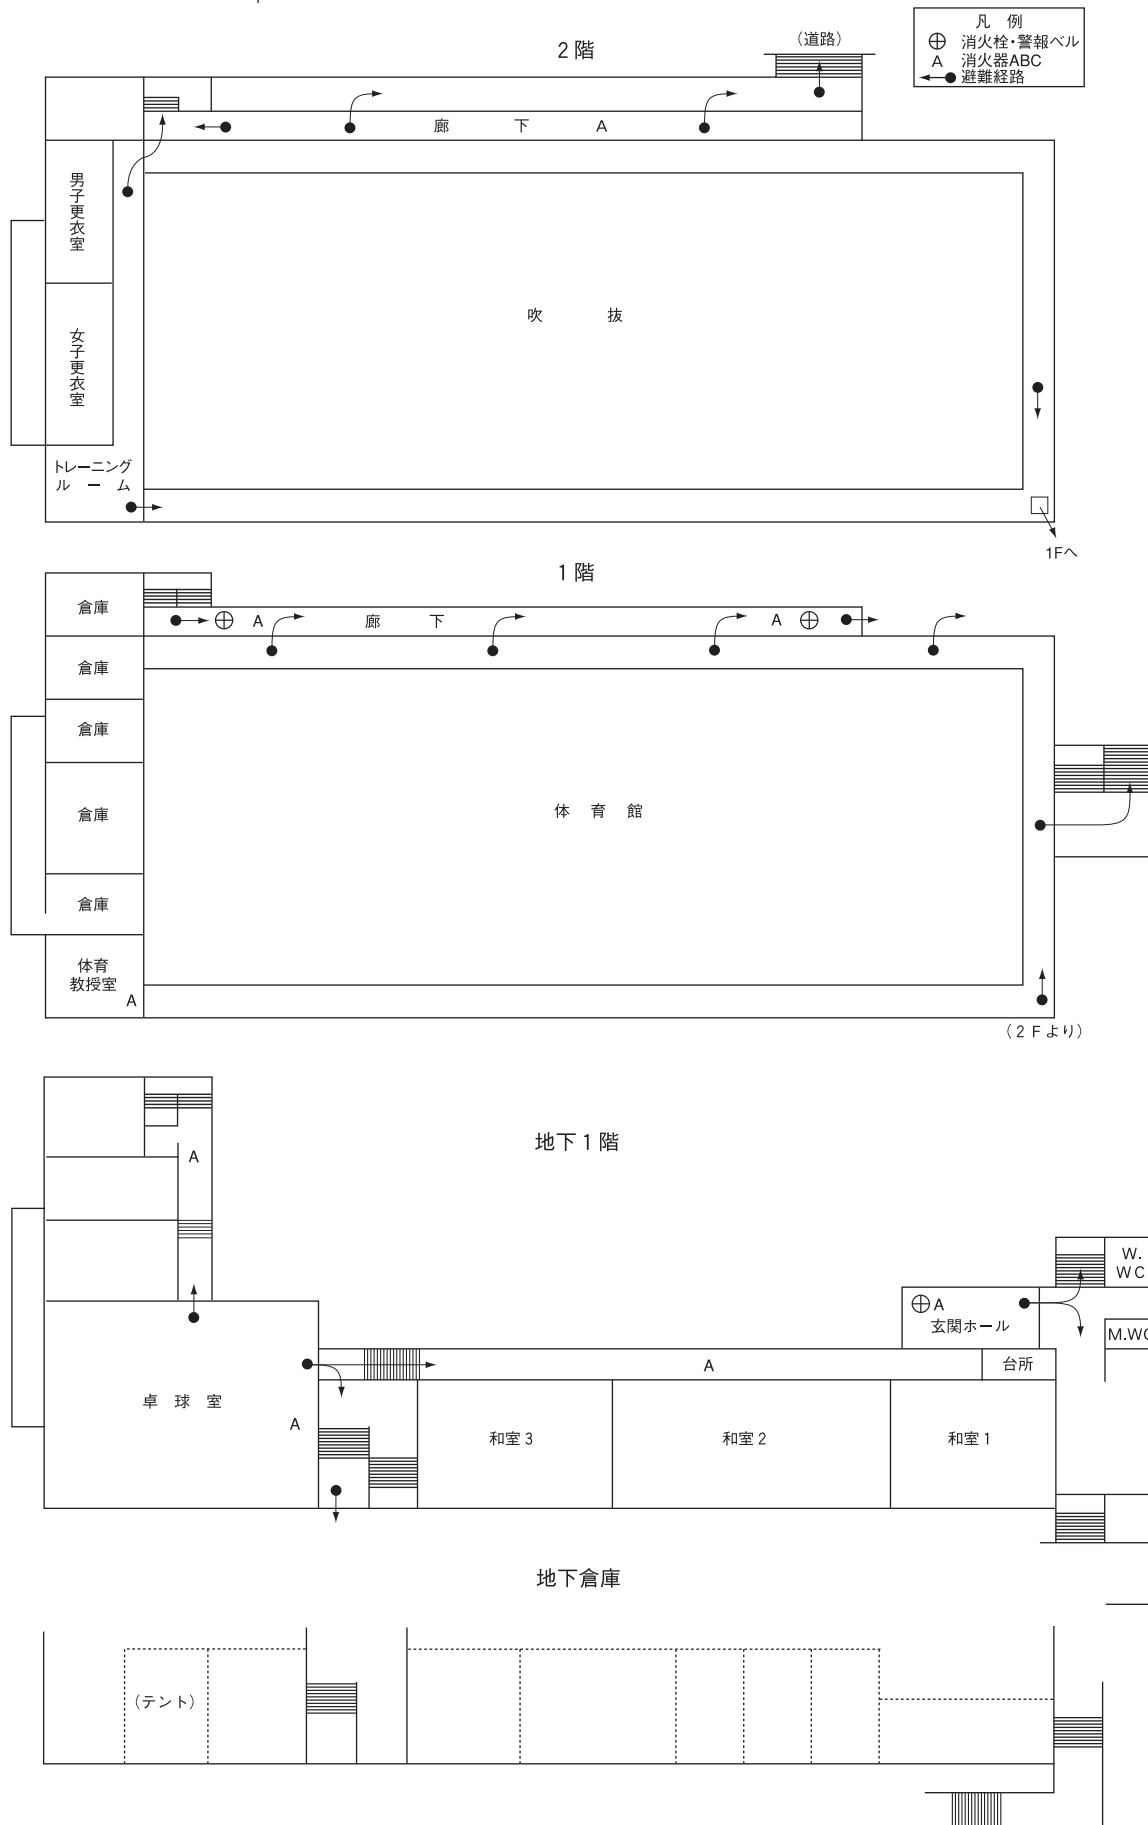 凡 例
消火栓・警報ベル
A 消火器ABC
避難経路
2階
(道路)
廊 下 A
男子更衣室
吹 抜
女子更衣室
トレーニング
ル ー ム
1Fへ
1階
倉庫
A 廊 下 A
倉庫
倉庫
倉庫
体 育 館
倉庫
体育
教授室
A
(2Fより)
地下1階
A
W.
WC
A
玄関ホール
M.WC
A
台所
卓 球 室
A
和室3
和室2
和室1
地下倉庫
(テント)